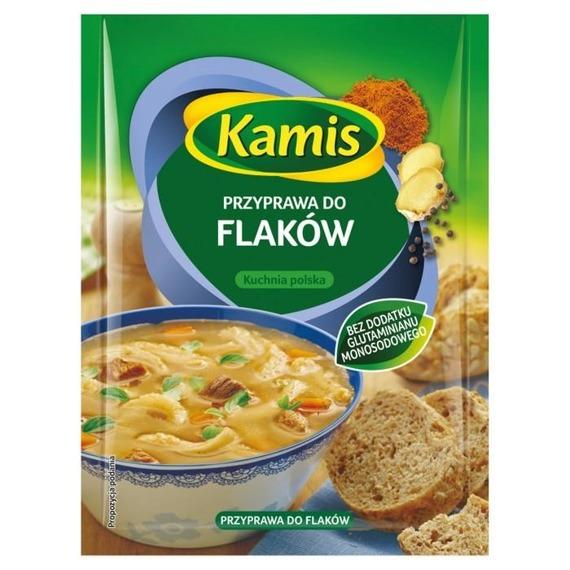 Kamis
PRZYPRAWA DO
FLAKÓW
Kuchnia polska
BEZ DODATKU
GLUTAMINIANU
MONOSODOWEGO
Propozycja podania
PRZYPRAWA DO FLAKÓW